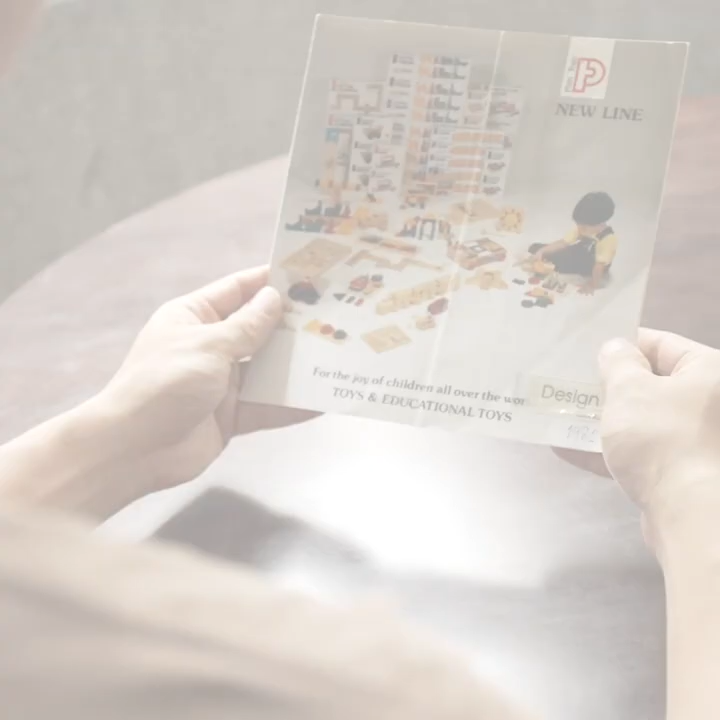 NEW LINE
For the joy of children all over the wor
TOYS & EDUCATIONAL TOYS
Design